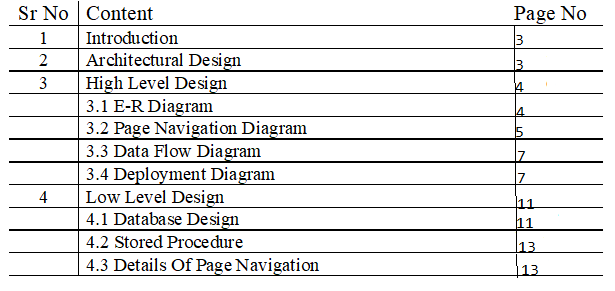 Sr No Content Page No
1 Introduction 3
2 Architectural Design 3
3 High Level Design 4
3.1 E-R Diagram 4
3.2 Page Navigation Diagram 5
3.3 Data Flow Diagram 7
3.4 Deployment Diagram 7
4 Low Level Design 11
4.1 Database Design 11
4.2 Stored Procedure 13
4.3 Details Of Page Navigation 13